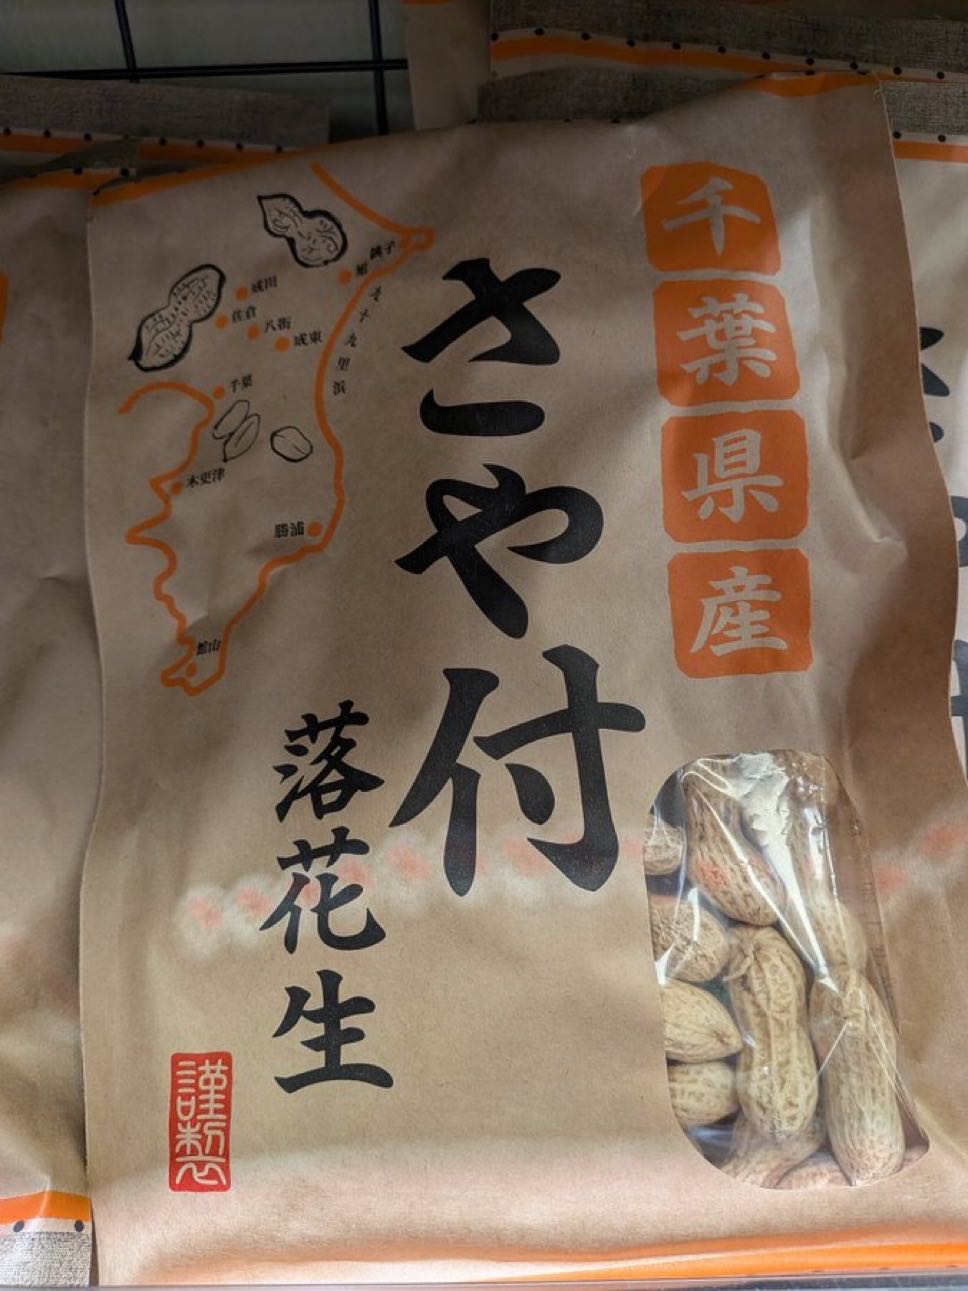 千葉県産
さや付
落花生
謹製
銚子
旭
九十九里浜
成田
佐倉
八街
成東
千葉
木更津
勝浦
館山